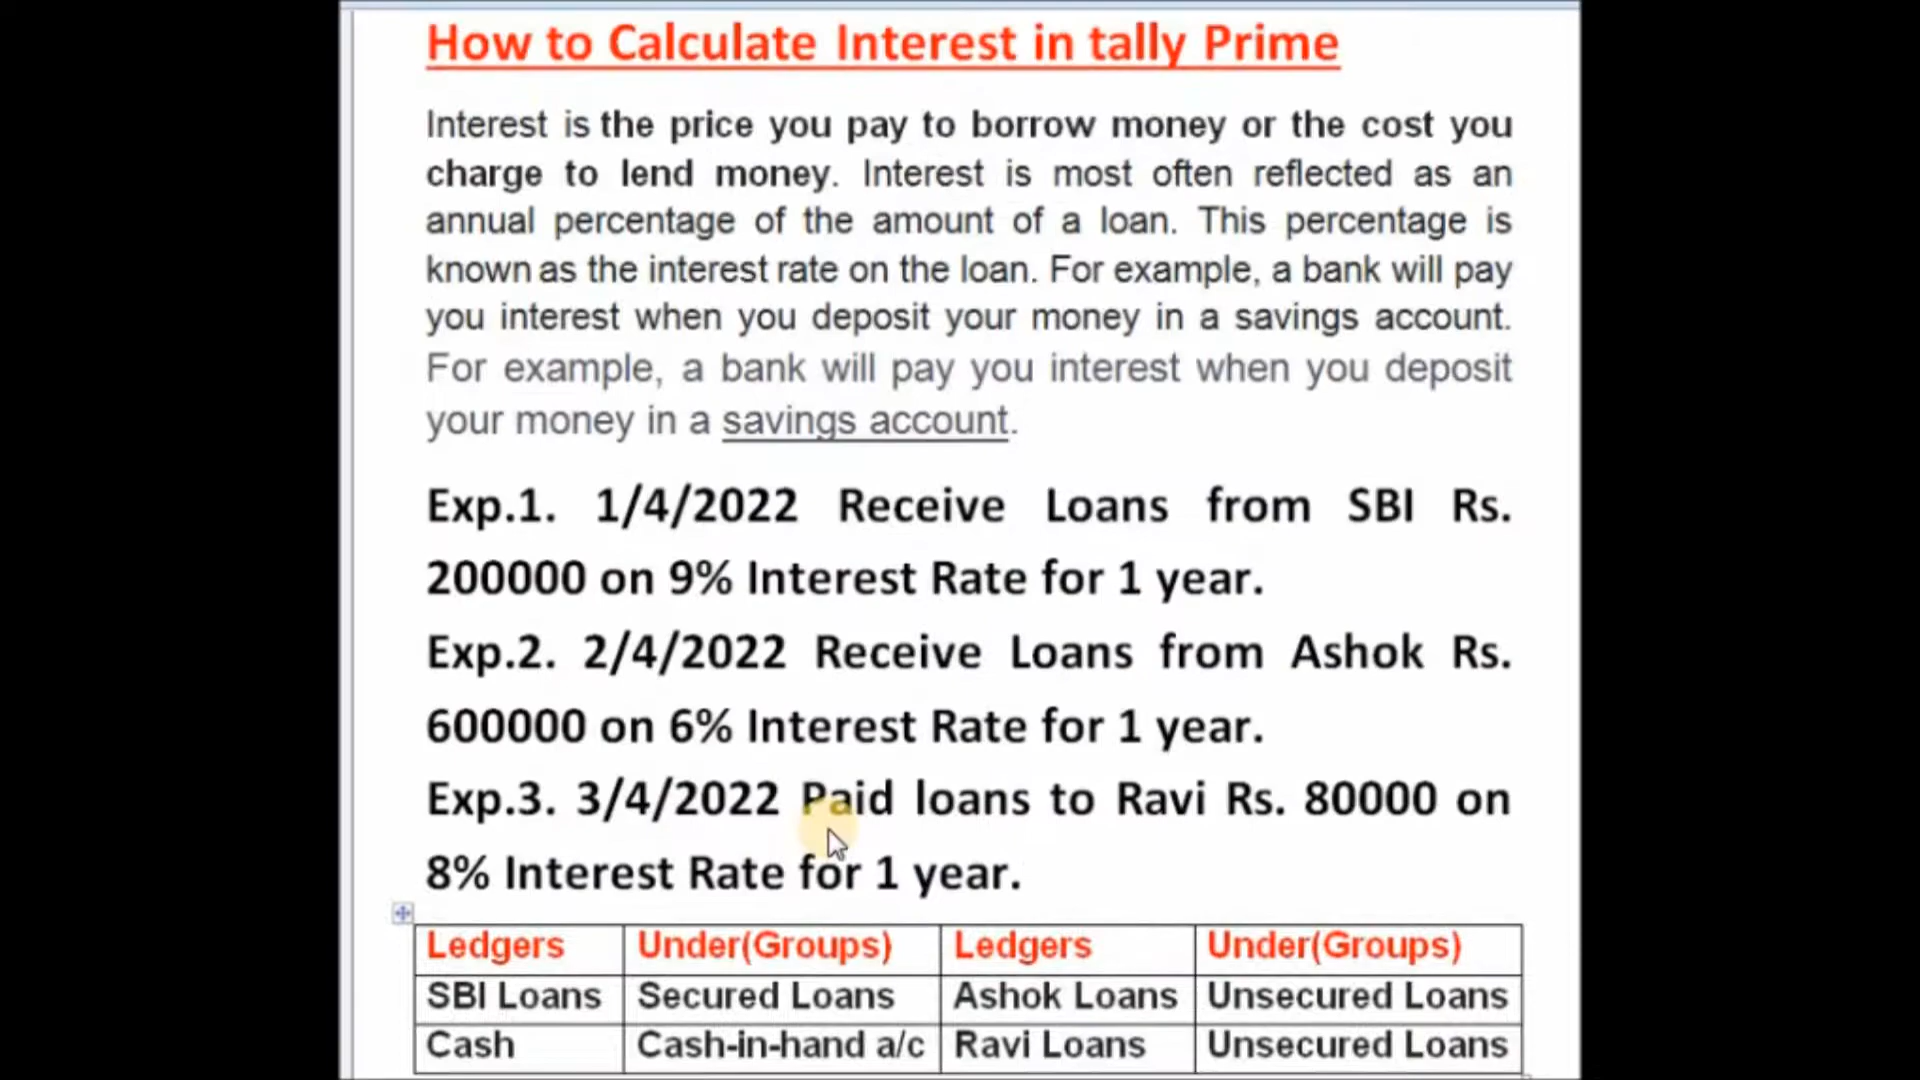 How to Calculate Interest in tally Prime
Interest is the price you pay to borrow money or the cost you
charge to lend money. Interest is most often reflected as an
annual percentage of the amount of a loan. This percentage is
known as the interest rate on the loan. For example, a bank will pay
you interest when you deposit your money in a savings account.
For example, a bank will pay you interest when you deposit
your money in a savings account.
Exp.1. 1/4/2022 Receive Loans from SBI Rs.
200000 on 9% Interest Rate for 1 year.
Exp.2. 2/4/2022 Receive Loans from Ashok Rs.
600000 on 6% Interest Rate for 1 year.
Exp.3. 3/4/2022 Paid loans to Ravi Rs. 80000 on
8% Interest Rate for 1 year.
Ledgers Under(Groups) Ledgers Under(Groups)
SBI Loans Secured Loans Ashok Loans Unsecured Loans
Cash Cash-in-hand a/c Ravi Loans Unsecured Loans